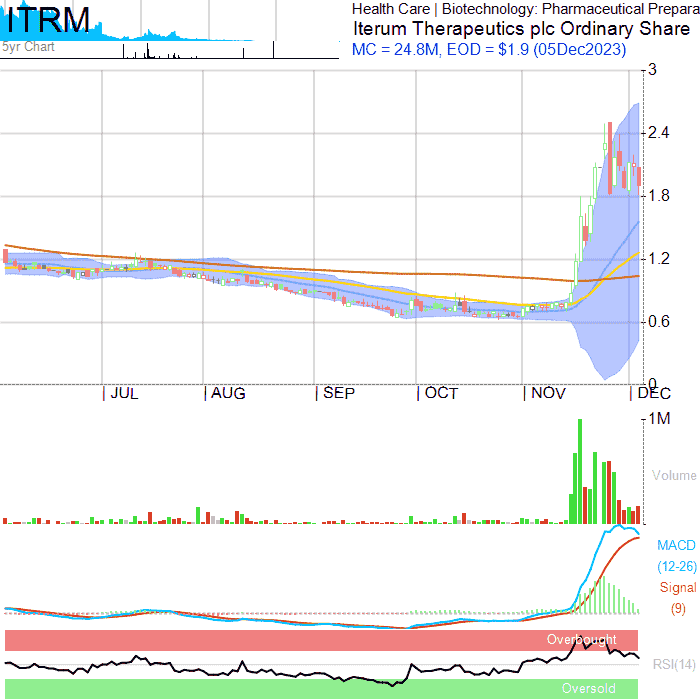 ITRM
5yr Chart
Health Care | Biotechnology: Pharmaceutical Prepara
Iterum Therapeutics plc Ordinary Share
MC = 24.8M, EOD = $1.9 (05Dec2023)
3
2.4
1.8
1.2
0.6
0
JUL AUG SEP OCT NOV DEC
1M
Volume
MACD
(12-26)
Signal
(9)
Overbought
RSI(14)
Oversold